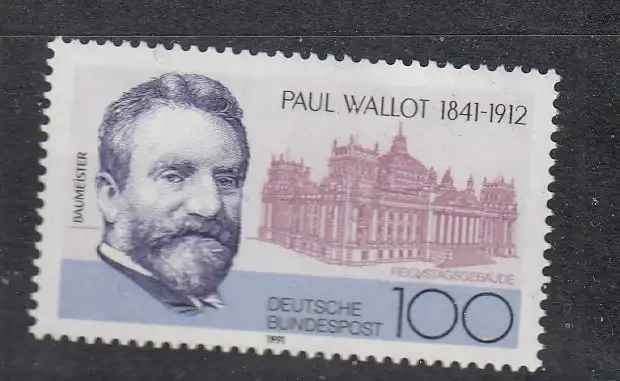 PAUL WALLOT 1841-1912
BAUMEISTER
REICHSTAGSGEBÄUDE
DEUTSCHE
BUNDESPOST
100
1991